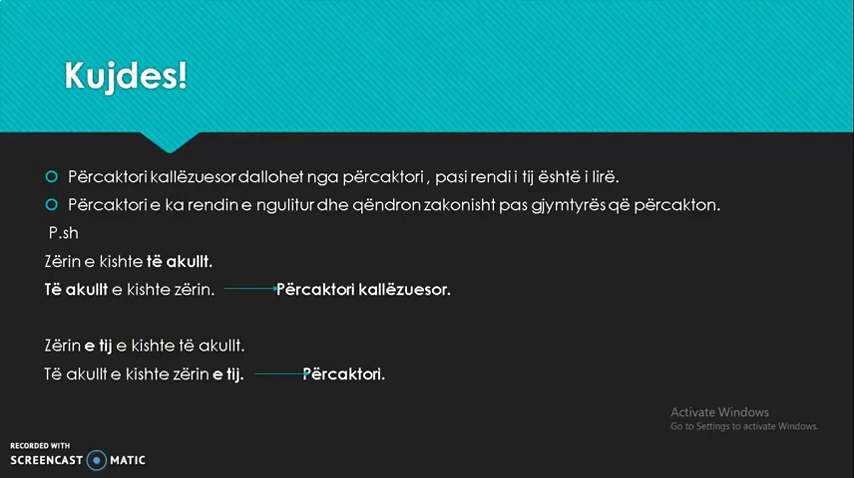 Kujdes!
Përcaktori kallëzuesor dallohet nga përcaktori , pasi rendi i tij është i lirë.
Përcaktori e ka rendin e ngulitur dhe qëndron zakonisht pas gjymtyrës që përcakton.
P.sh
Zërin e kishte të akullt.
Të akullt e kishte zërin. Përcaktori kallëzuesor.
Zërin e tij e kishte të akullt.
Të akullt e kishte zërin e tij. Përcaktori.
Activate Windows
Go to Settings to activate Windows.
RECORDED WITH
SCREENCAST MATIC